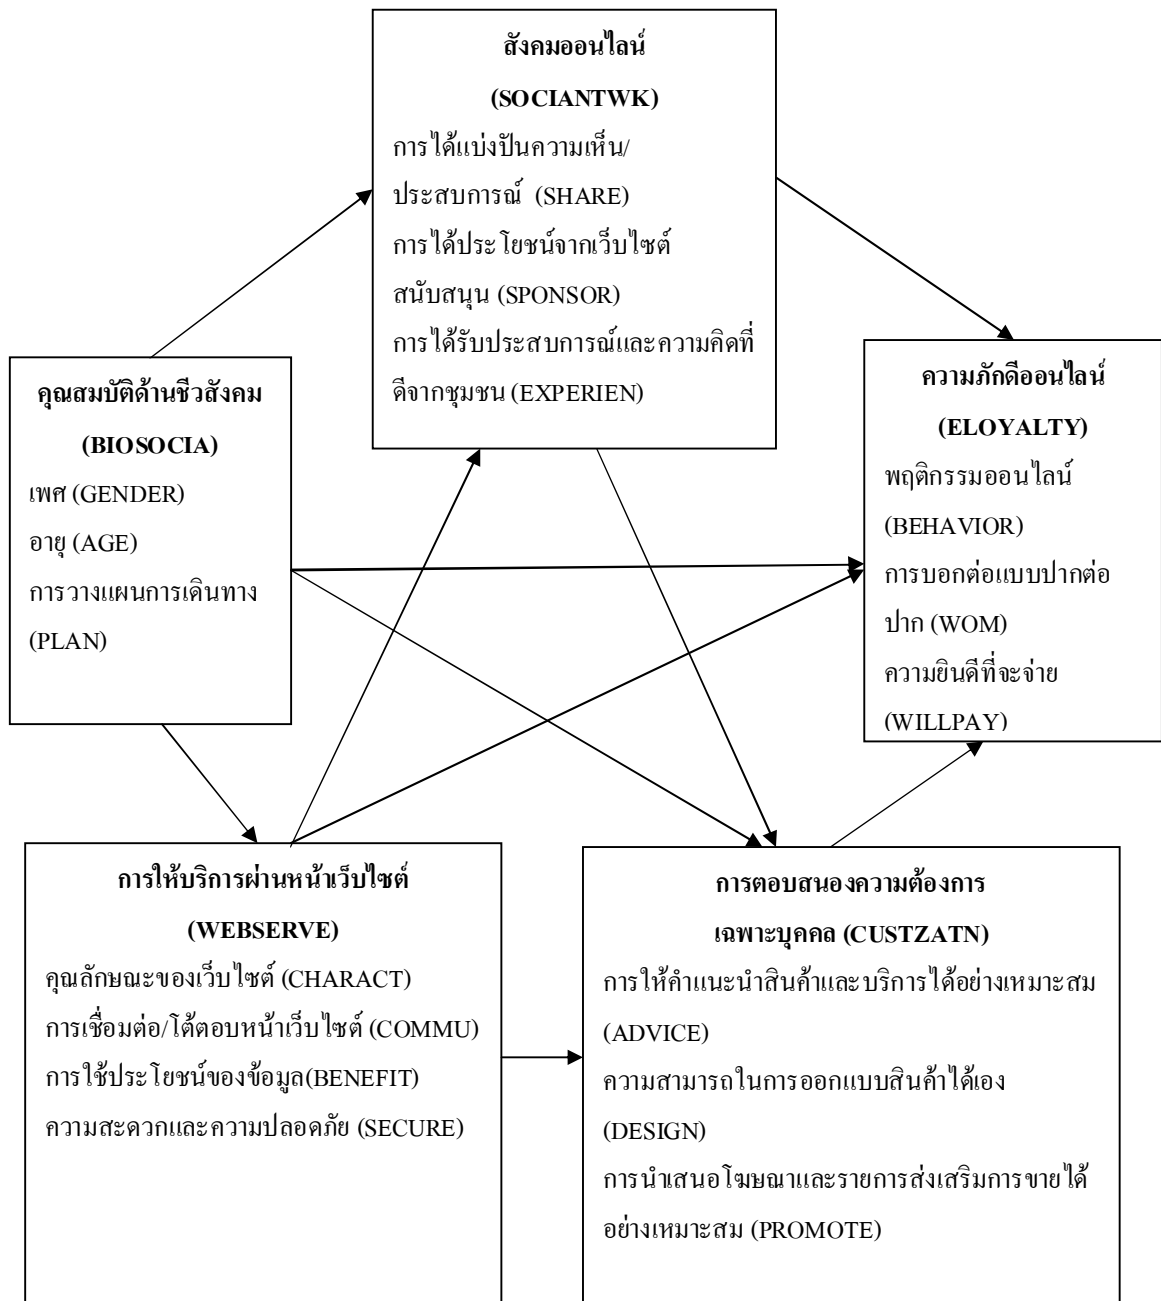 สังคมออนไลน์
(SOCIANTWK)
การได้แบ่งปันความเห็น/
ประสบการณ์ (SHARE)
การได้ประโยชน์จากเว็บไซต์
สนับสนุน (SPONSOR)
การได้รับประสบการณ์และความคิดที่
ดีจากชุมชน (EXPERIEN)
คุณสมบัติด้านชีวสังคม
(BIOSOCIA)
เพศ (GENDER)
อายุ (AGE)
การวางแผนการเดินทาง
(PLAN)
ความภักดีออนไลน์
(ELOYALTY)
พฤติกรรมออนไลน์
(BEHAVIOR)
การบอกต่อแบบปากต่อ
ปาก (WOM)
ความยินดีที่จะจ่าย
(WILLPAY)
การให้บริการผ่านหน้าเว็บไซต์
(WEBSERVE)
คุณลักษณะของเว็บไซต์ (CHARACT)
การเชื่อมต่อ/โต้ตอบหน้าเว็บไซต์ (COMMU)
การใช้ประโยชน์ของข้อมูล(BENEFIT)
ความสะดวกและความปลอดภัย (SECURE)
การตอบสนองความต้องการ
เฉพาะบุคคล (CUSTZATN)
การให้คำแนะนำสินค้าและบริการได้อย่างเหมาะสม
(ADVICE)
ความสามารถในการออกแบบสินค้าได้เอง
(DESIGN)
การนำเสนอโฆษณาและรายการส่งเสริมการขายได้
อย่างเหมาะสม (PROMOTE)